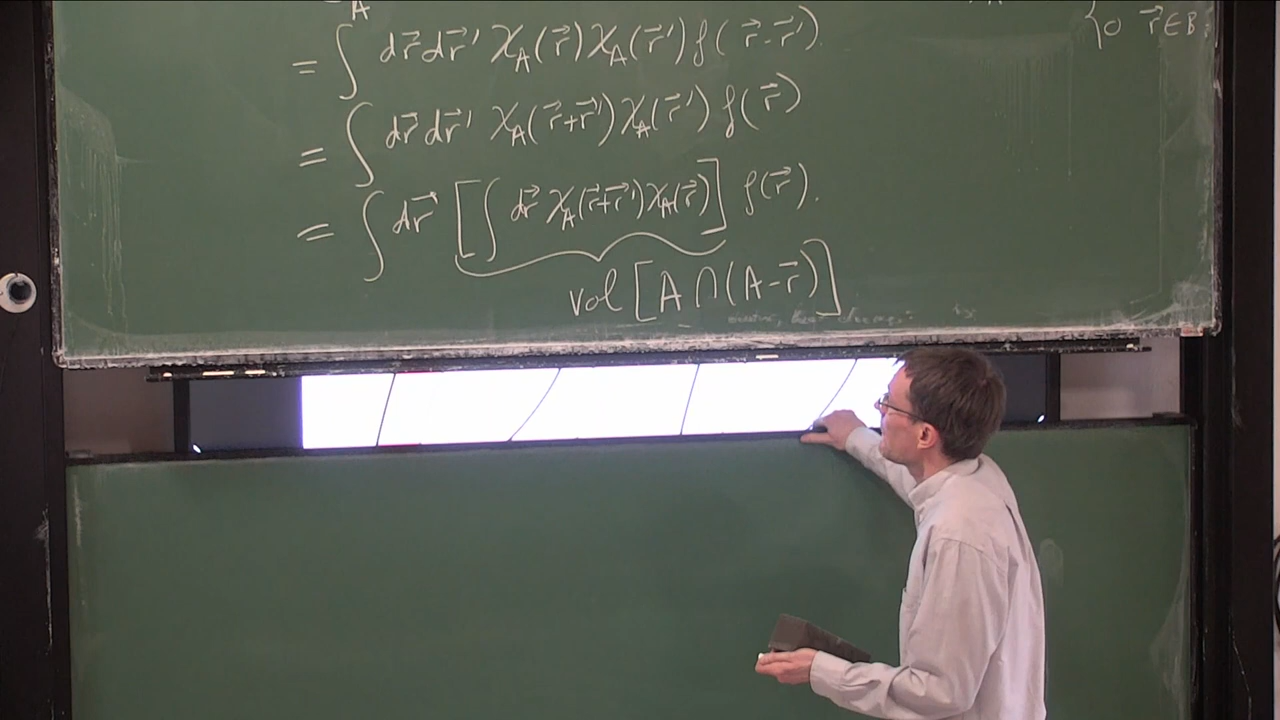 A
{0 r⃗∈B
= ∫ dr⃗ dr⃗' χ_A(r⃗) χ_A(r⃗') f(r⃗-r⃗')
= ∫ dr⃗ dr⃗' χ_A(r⃗+r⃗') χ_A(r⃗') f(r⃗)
= ∫ dr⃗ [∫ dr⃗ χ_A(r⃗+r⃗') χ_A(r⃗)] f(r⃗).
vol [A ∩ (A-r⃗)]